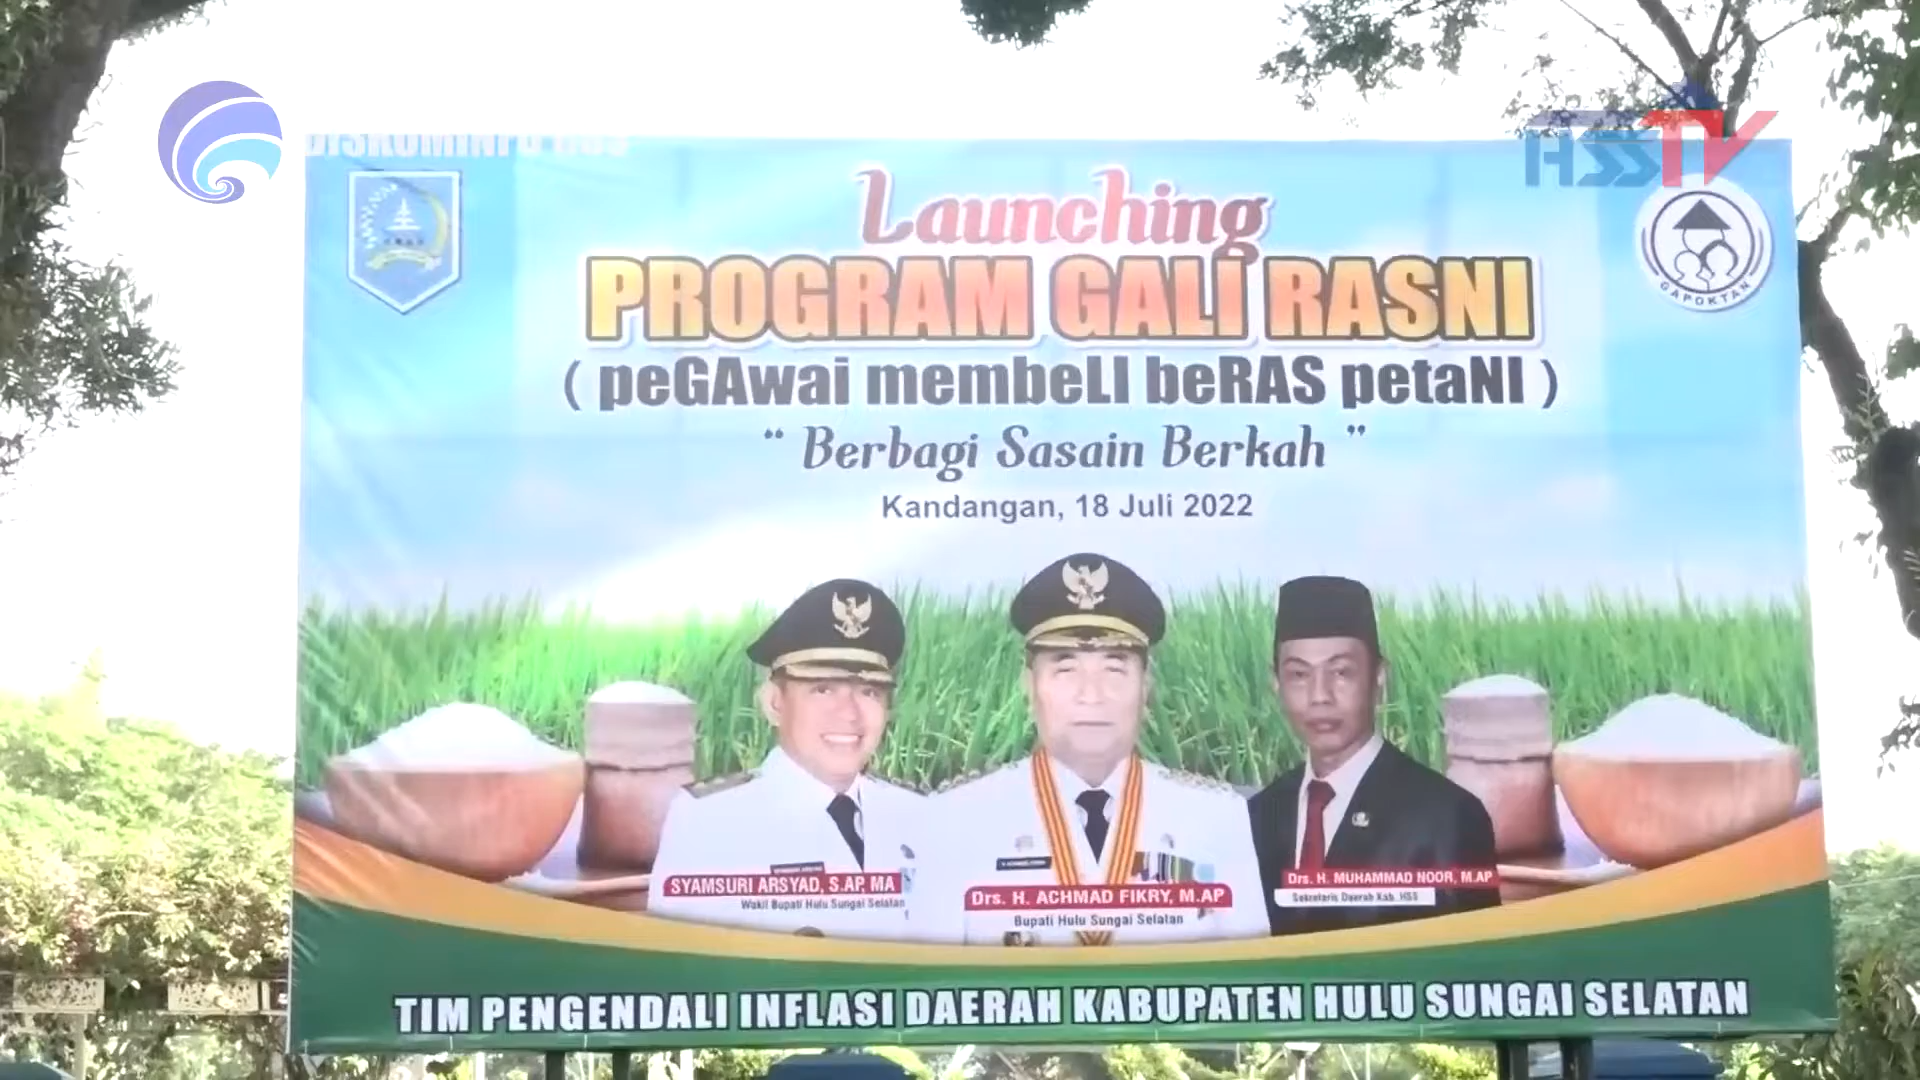 DISKOMINFO HSS
HSSTV
Launching
PROGRAM GALI RASNI
( peGAwai membeLI beRAS petaNI )
“ Berbagi Sasain Berkah ”
Kandangan, 18 Juli 2022
GAPOKTAN
SYAMSURI ARSYAD, S.AP, MA
Wakil Bupati Hulu Sungai Selatan
Drs. H. ACHMAD FIKRY, M.AP
Bupati Hulu Sungai Selatan
Drs. H. MUHAMMAD NOOR, M.AP
Sekretaris Daerah Kab. HSS
TIM PENGENDALI INFLASI DAERAH KABUPATEN HULU SUNGAI SELATAN